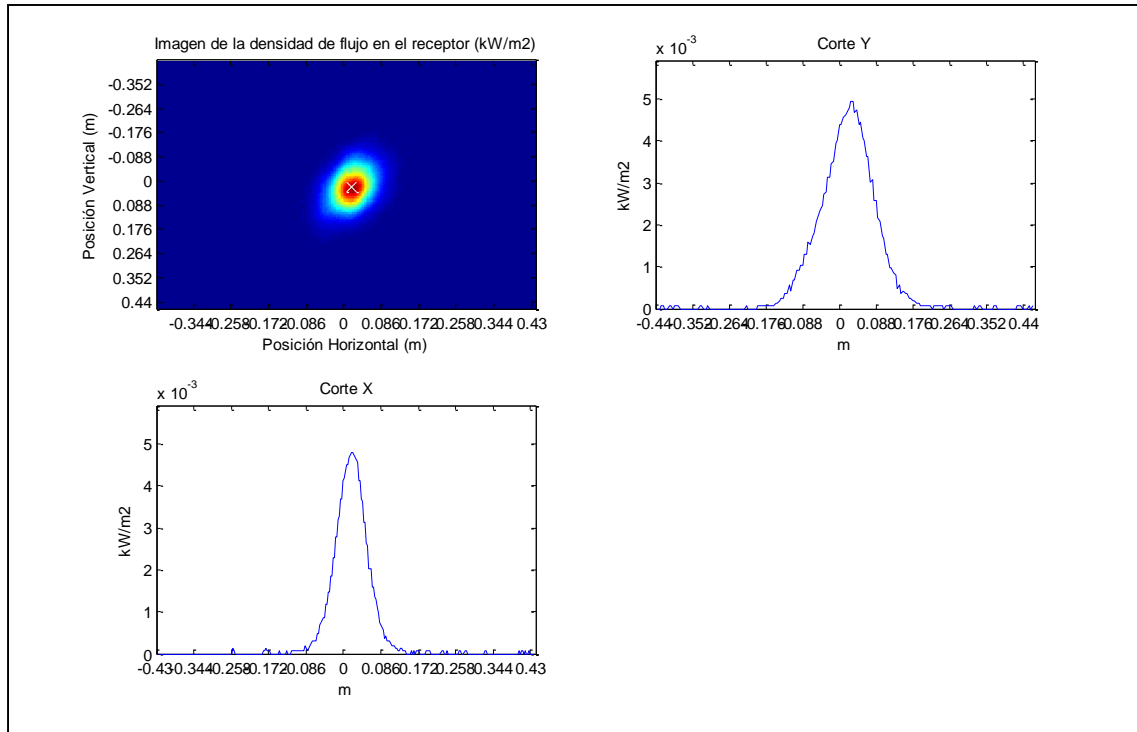 Imagen de la densidad de flujo en el receptor (kW/m2)
Posición Vertical (m)
-0.352
-0.264
-0.176
-0.088
0
0.088
0.176
0.264
0.352
0.44
-0.344 -0.258 -0.172 -0.086 0 0.086 0.172 0.258 0.344 0.43
Posición Horizontal (m)
x 10-3
Corte Y
kW/m2
5
4
3
2
1
0
-0.44 -0.352 -0.264 -0.176 -0.088 0 0.088 0.176 0.264 0.352 0.44
m
x 10-3
Corte X
kW/m2
5
4
3
2
1
0
-0.43 -0.344 -0.258 -0.172 -0.086 0 0.086 0.172 0.258 0.344 0.43
m